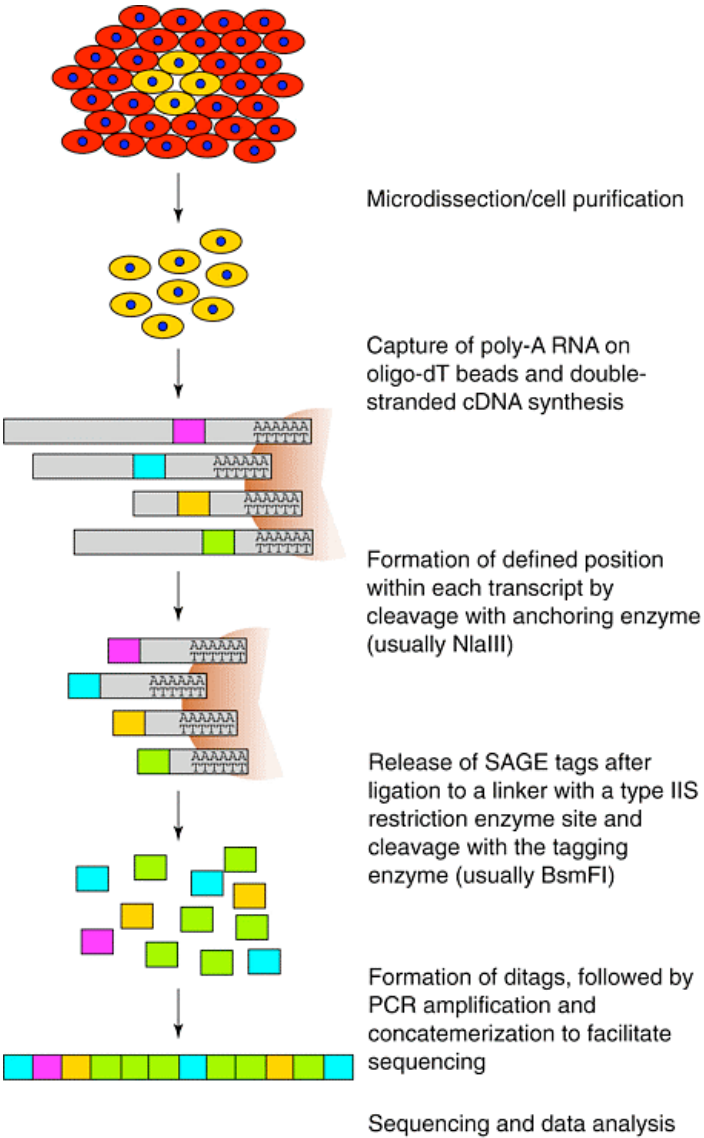 Microdissection/cell purification
Capture of poly-A RNA on
oligo-dT beads and double-
stranded cDNA synthesis
AAAAAA
TTTTTT
AAAAAA
TTTTTT
AAAAAA
TTTTTT
AAAAAA
TTTTTT
Formation of defined position
within each transcript by
cleavage with anchoring enzyme
(usually NlaIII)
AAAAAA
TTTTTT
AAAAAA
TTTTTT
AAAAAA
TTTTTT
AAAAAA
TTTTTT
Release of SAGE tags after
ligation to a linker with a type IIS
restriction enzyme site and
cleavage with the tagging
enzyme (usually BsmFI)
Formation of ditags, followed by
PCR amplification and
concatemerization to facilitate
sequencing
Sequencing and data analysis